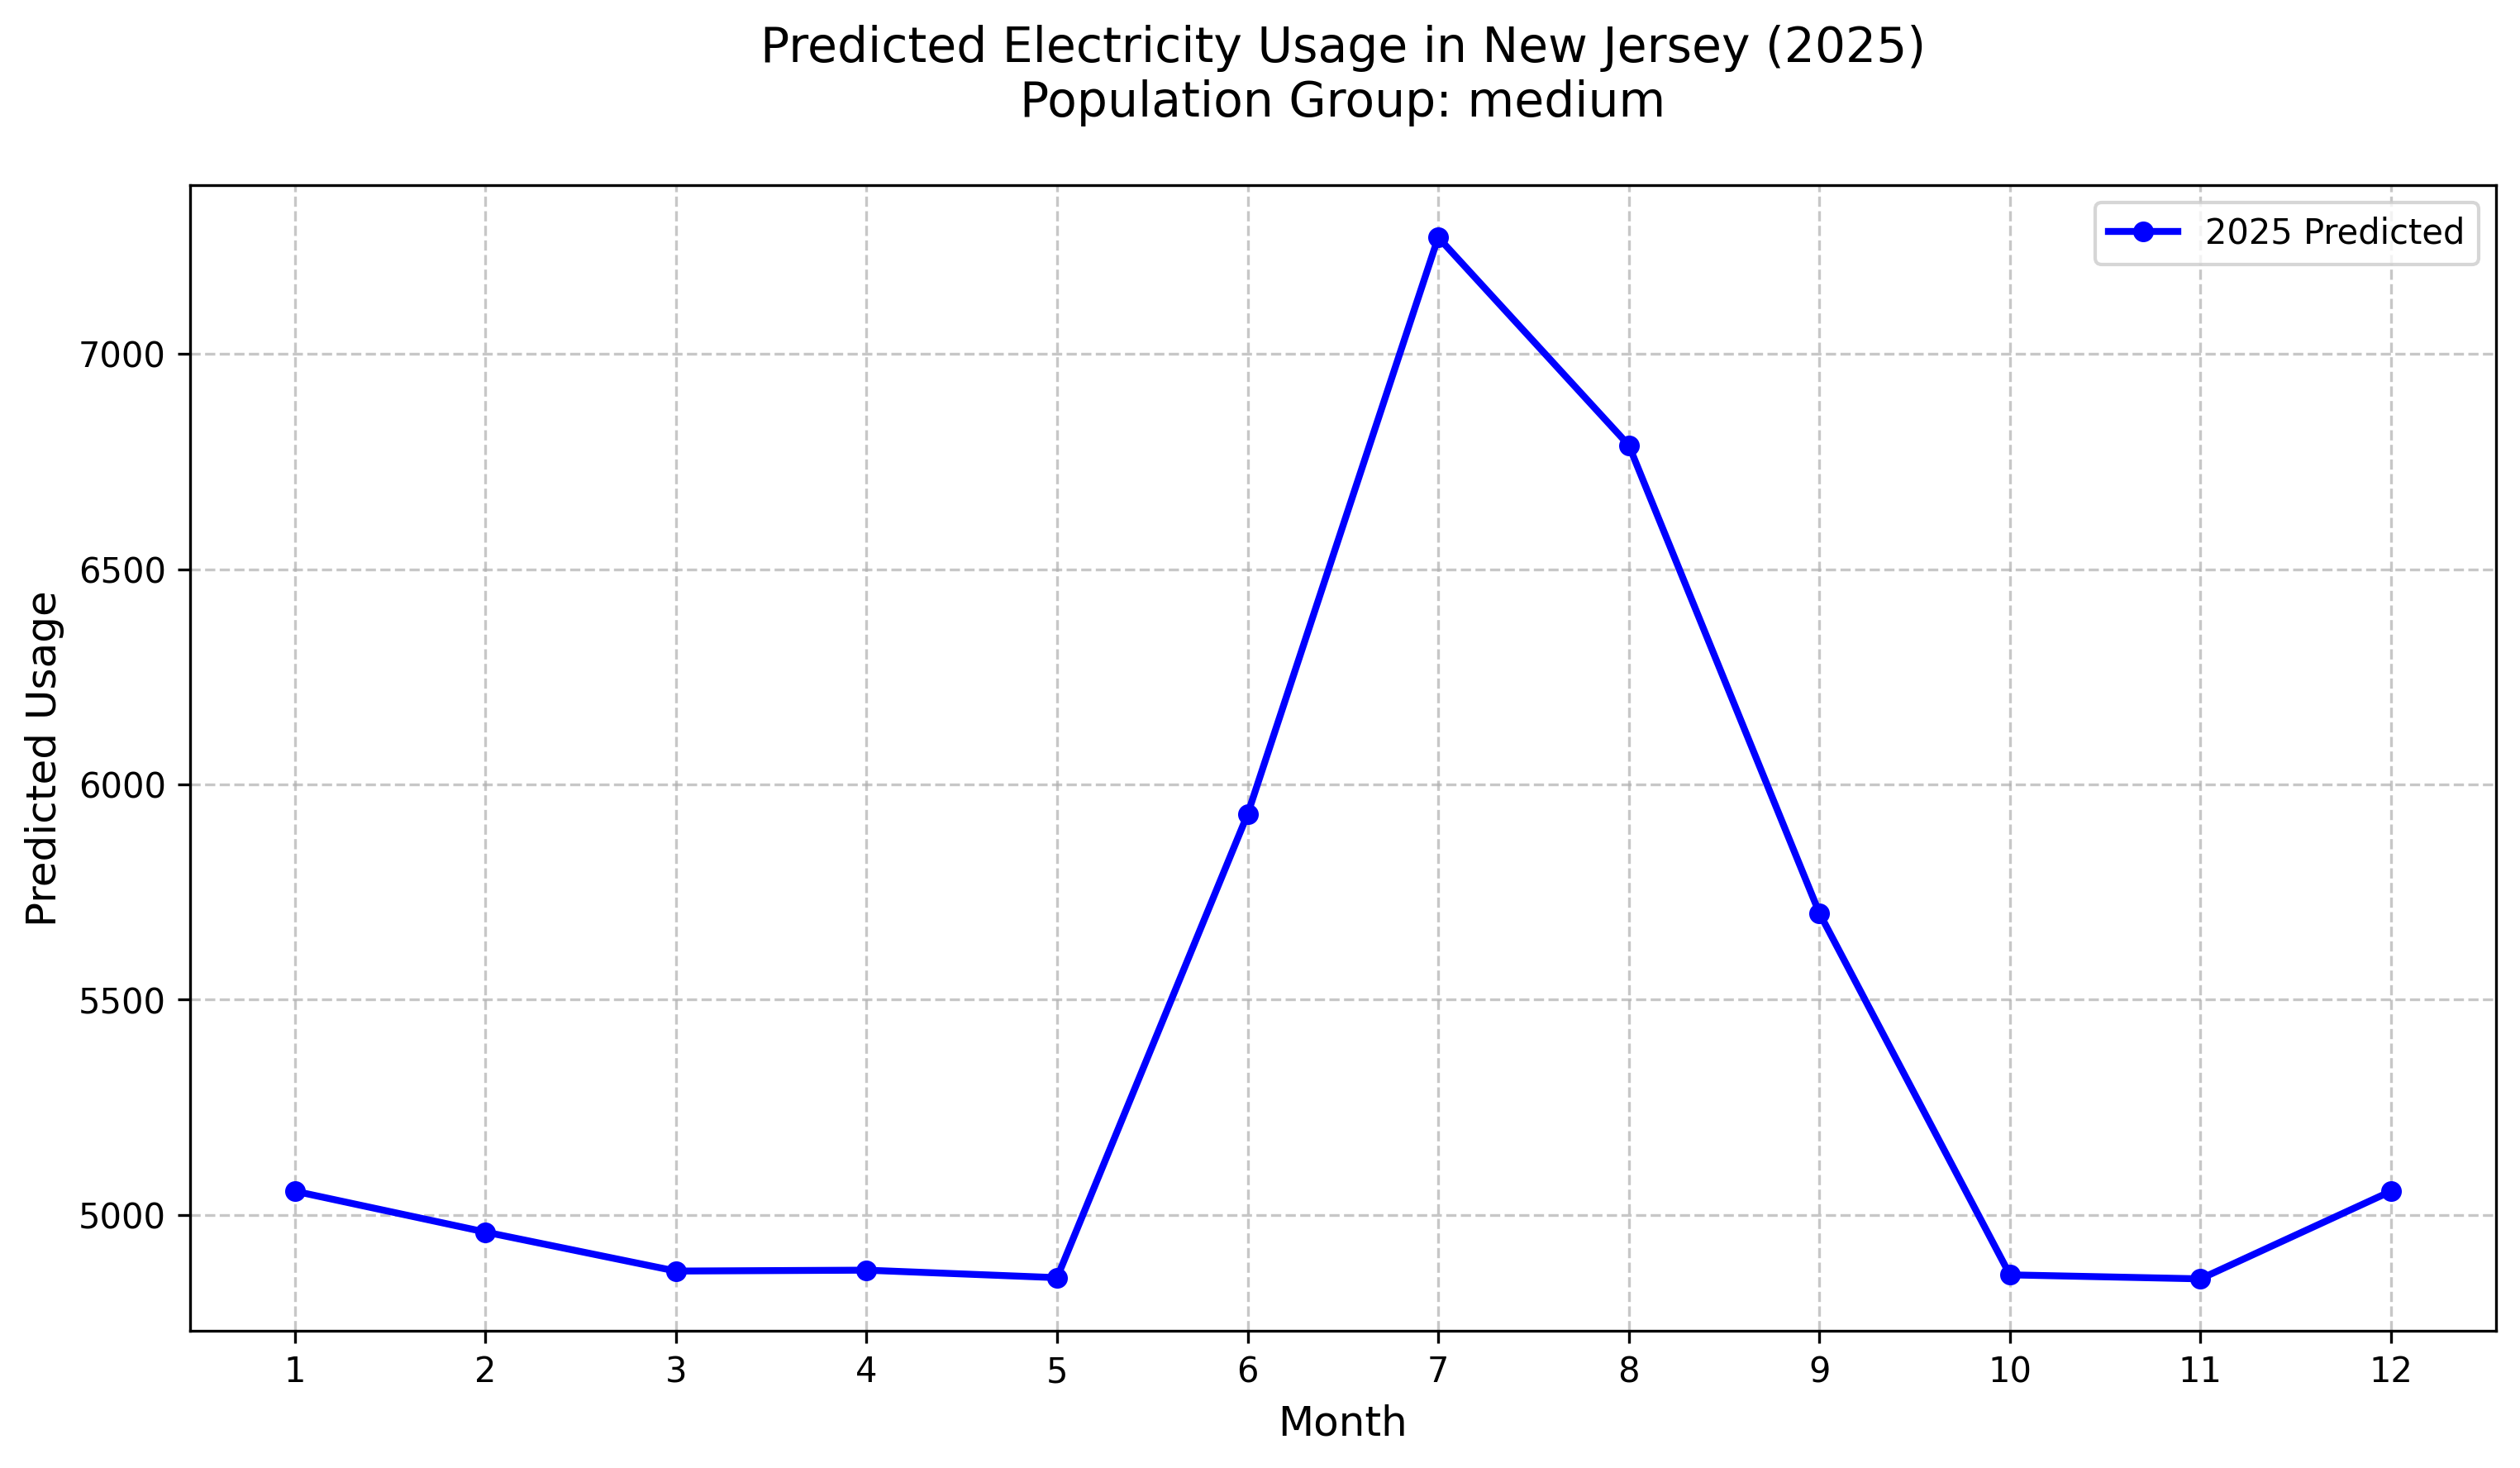 Predicted Electricity Usage in New Jersey (2025)
Population Group: medium
2025 Predicted
Predicted Usage
7000
6500
6000
5500
5000
1 2 3 4 5 6 7 8 9 10 11 12
Month